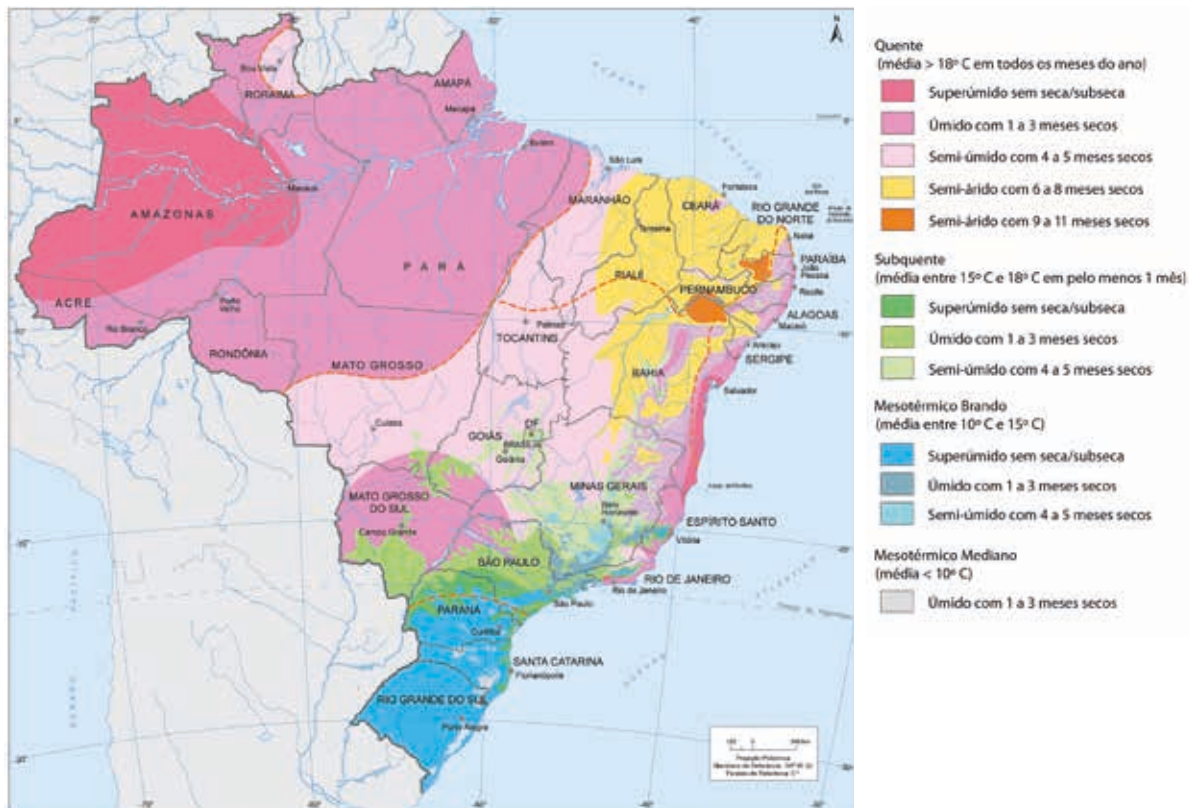 N
Boa Vista
RORAIMA
AMAPÁ
Macapá
Belém
São Luís
Manaus
AMAZONAS
PARÁ
MARANHÃO
Fortaleza
CEARÁ
RIO GRANDE
DO NORTE
Natal
Teresina
PARAÍBA
João
Pessoa
PIAUÍ
PERNAMBUCO
Recife
ACRE
Porto
Velho
Rio Branco
ALAGOAS
Maceió
Palmas
TOCANTINS
RONDÔNIA
MATO GROSSO
Aracaju
SERGIPE
BAHIA
Salvador
Cuiabá
GOIÁS
DF
BRASÍLIA
Goiânia
MINAS GERAIS
MATO GROSSO
DO SUL
Belo
Horizonte
ESPÍRITO SANTO
Campo Grande
Vitória
SÃO PAULO
RIO DE JANEIRO
Rio de Janeiro
São Paulo
PARANÁ
Curitiba
SANTA CATARINA
Florianópolis
RIO GRANDE DO SUL
Porto Alegre
Quente
(média > 18º C em todos os meses do ano)
Superúmido sem seca/subseca
Úmido com 1 a 3 meses secos
Semi-úmido com 4 a 5 meses secos
Semi-árido com 6 a 8 meses secos
Semi-árido com 9 a 11 meses secos
Subquente
(média entre 15º C e 18º C em pelo menos 1 mês)
Superúmido sem seca/subseca
Úmido com 1 a 3 meses secos
Semi-úmido com 4 a 5 meses secos
Mesotérmico Brando
(média entre 10º C e 15º C)
Superúmido sem seca/subseca
Úmido com 1 a 3 meses secos
Semi-úmido com 4 a 5 meses secos
Mesotérmico Mediano
(média < 10º C)
Úmido com 1 a 3 meses secos